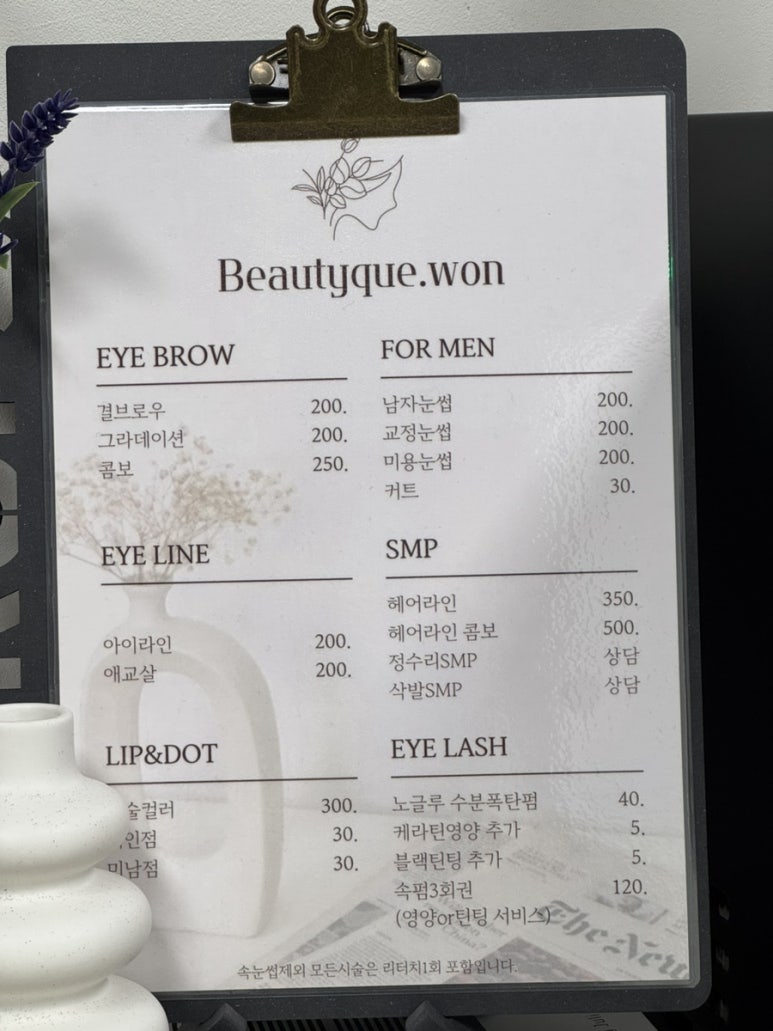 Beautyque.won
EYE BROW
결브로우 200.
그라데이션 200.
콤보 250.
FOR MEN
남자눈썹 200.
교정눈썹 200.
미용눈썹 200.
커트 30.
EYE LINE
아이라인 200.
애교살 200.
SMP
헤어라인 350.
헤어라인 콤보 500.
정수리SMP 상담
삭발SMP 상담
LIP&DOT
술컬러 300.
인점 30.
미남점 30.
EYE LASH
노글루 수분폭탄펌 40.
케라틴영양 추가 5.
블랙틴팅 추가 5.
속펌3회권 120.
(영양or틴팅 서비스)
The New
China?
속눈썹제외 모든시술은 리터치1회 포함입니다.